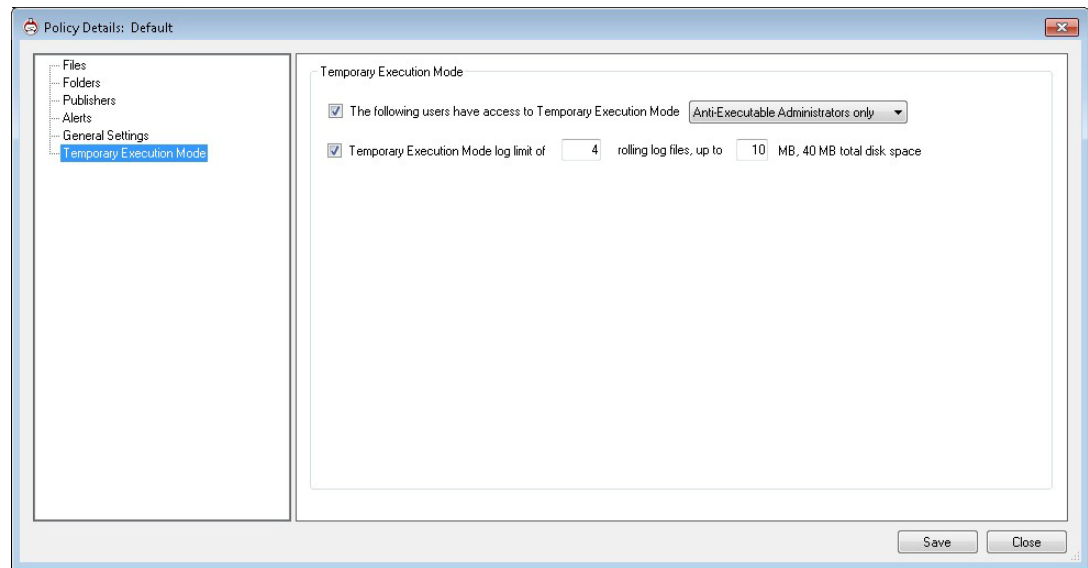 Policy Details: Default
Files
Folders
Publishers
Alerts
General Settings
Temporary Execution Mode
Temporary Execution Mode
The following users have access to Temporary Execution Mode Anti-Executable Administrators only
Temporary Execution Mode log limit of 4 rolling log files, up to 10 MB, 40 MB total disk space
Save Close